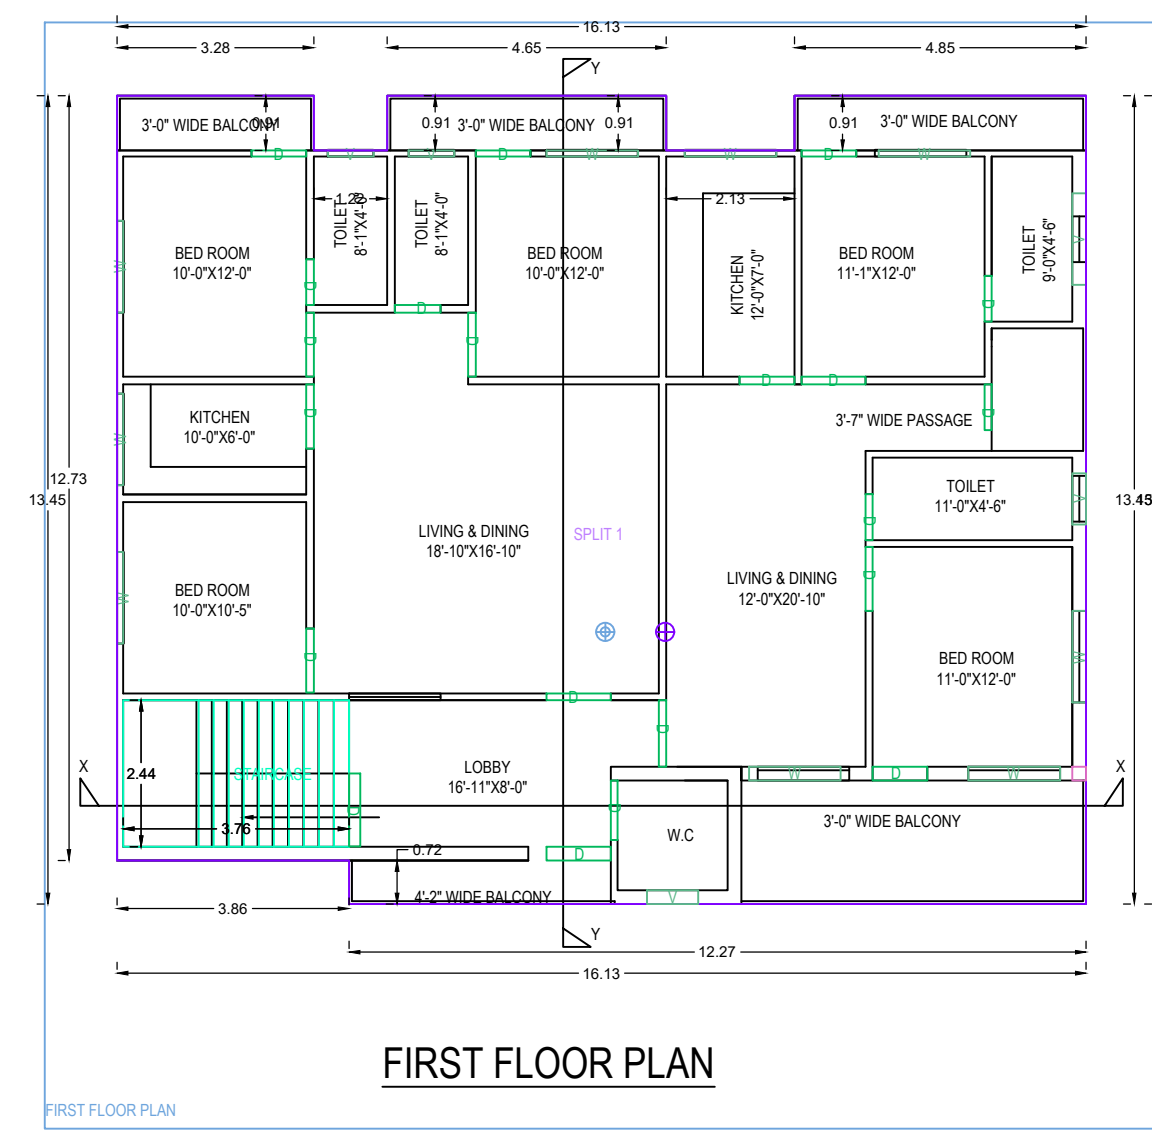 16.13
3.28
4.65
4.85
Y
3'-0" WIDE BALCONY
0.91
0.91
3'-0" WIDE BALCONY
0.91
0.91
3'-0" WIDE BALCONY
D
V
V
D
W
W
D
W
BED ROOM
10'-0"X12'-0"
1.22
TOILET
8'-1"X4'-0"
TOILET
8'-1"X4'-0"
BED ROOM
10'-0"X12'-0"
2.13
KITCHEN
12'-0"X7'-0"
BED ROOM
11'-1"X12'-0"
TOILET
9'-0"X4'-6"
W
V
D
D
D
D
D
D
D
KITCHEN
10'-0"X6'-0"
W
D
3'-7" WIDE PASSAGE
D
12.73
13.45
13.45
TOILET
11'-0"X4'-6"
V
D
LIVING & DINING
18'-10"X16'-10"
SPLIT 1
LIVING & DINING
12'-0"X20'-10"
D
BED ROOM
10'-0"X10'-5"
W
D
BED ROOM
11'-0"X12'-0"
W
D
D
X
2.44
STAIRCASE
LOBBY
16'-11"X8'-0"
W
D
W
X
D
D
3.76
W.C
3'-0" WIDE BALCONY
0.72
D
4'-2" WIDE BALCONY
V
3.86
Y
12.27
16.13
FIRST FLOOR PLAN
FIRST FLOOR PLAN